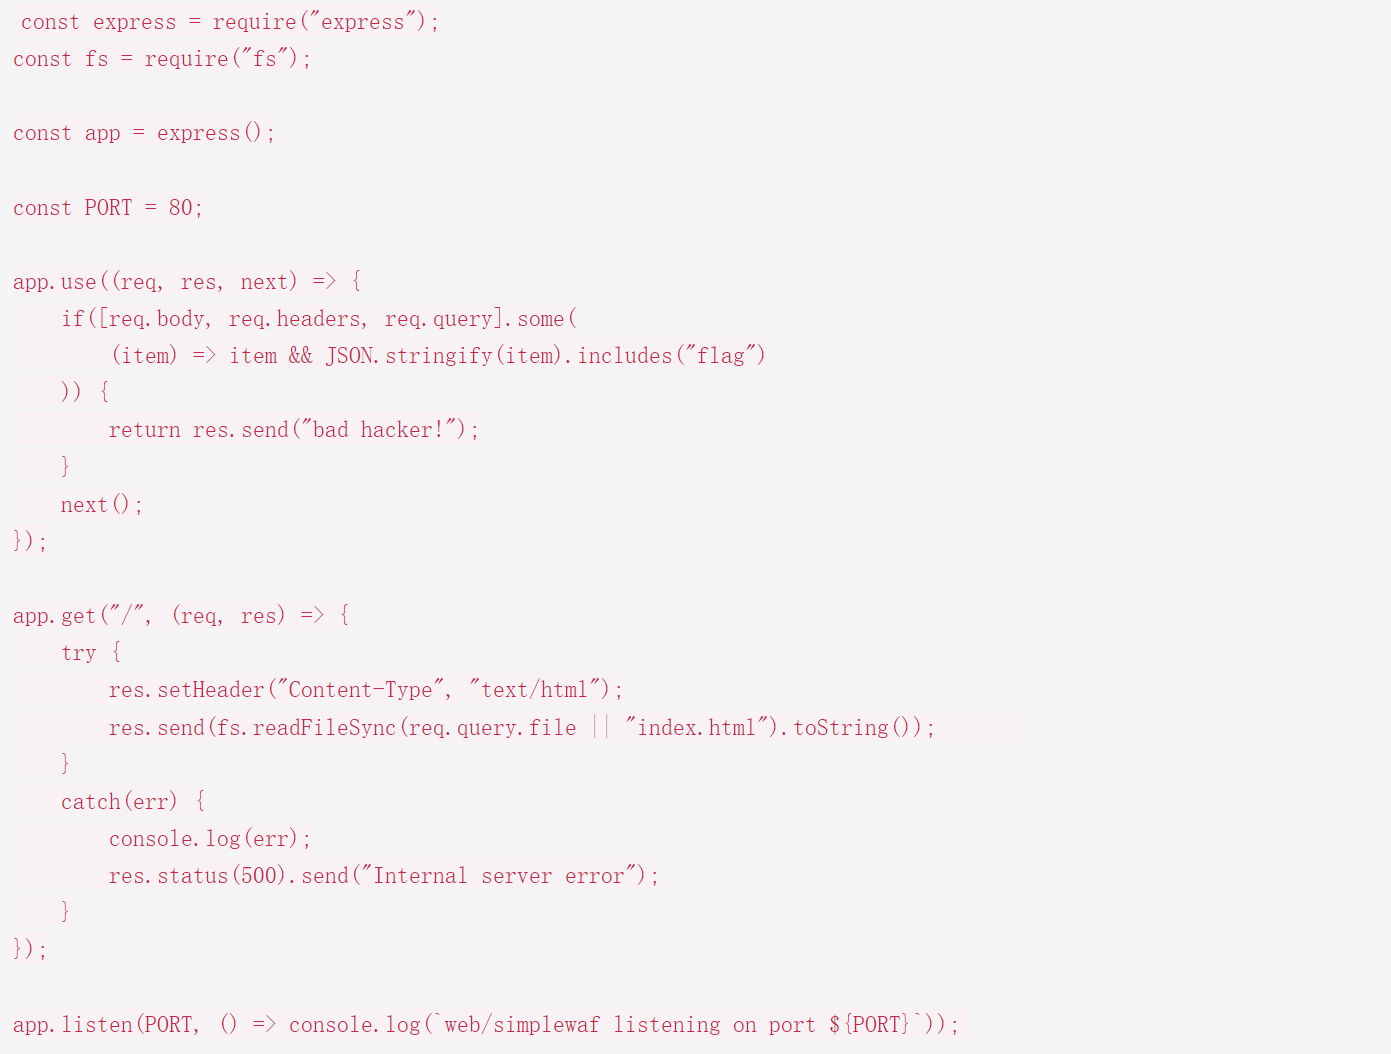 const express = require("express");
const fs = require("fs");
const app = express();
const PORT = 80;
app.use((req, res, next) => {
    if([req.body, req.headers, req.query].some(
        (item) => item && JSON.stringify(item).includes("flag")
    )) {
        return res.send("bad hacker!");
    }
    next();
});
app.get("/", (req, res) => {
    try {
        res.setHeader("Content-Type", "text/html");
        res.send(fs.readFileSync(req.query.file || "index.html").toString());
    }
    catch(err) {
        console.log(err);
        res.status(500).send("Internal server error");
    }
});
app.listen(PORT, () => console.log(`web/simplewaf listening on port ${PORT}`));